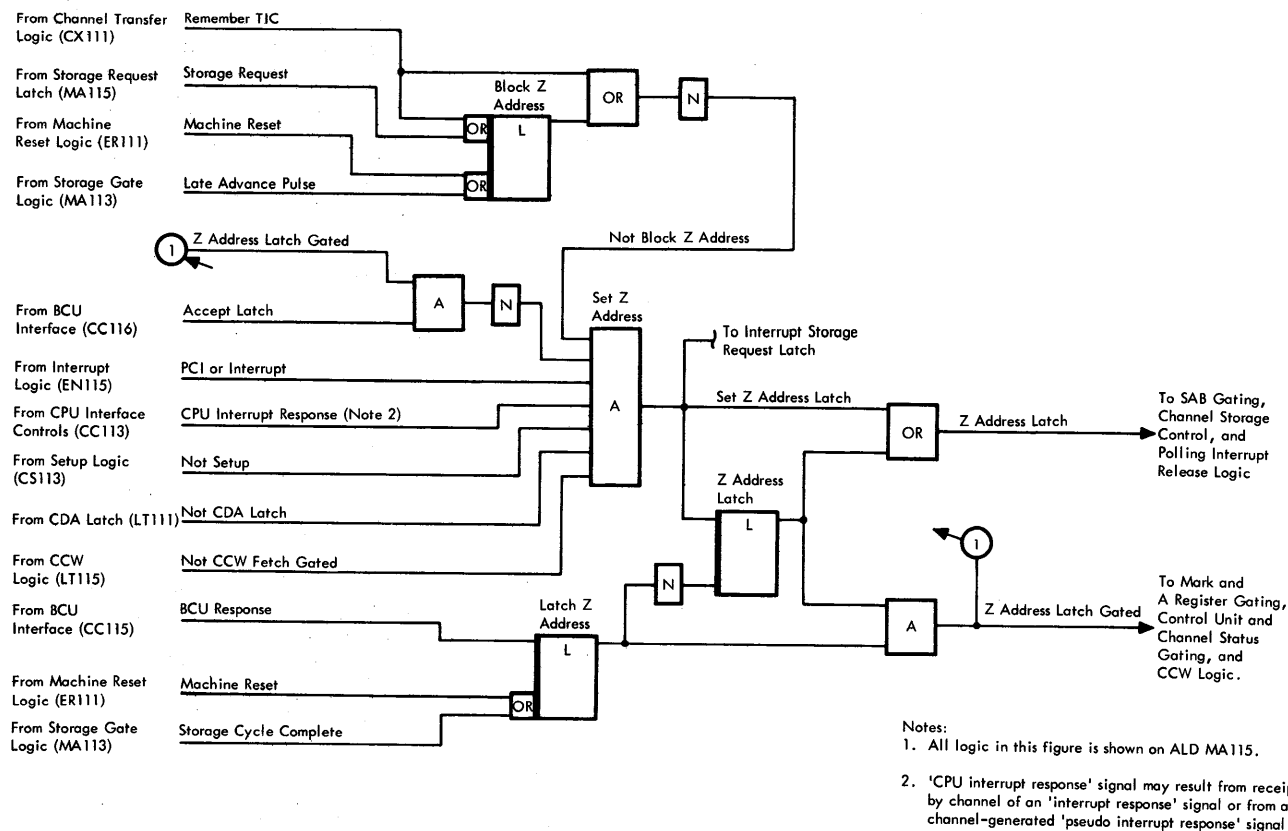 From Channel Transfer
Logic (CX111)
Remember TIC
From Storage Request
Latch (MA115)
Storage Request
Block Z
Address
OR
N
From Machine
Reset Logic (ER111)
Machine Reset
OR
L
From Storage Gate
Logic (MA113)
Late Advance Pulse
OR
1
Z Address Latch Gated
Not Block Z Address
A
N
Set Z
Address
From BCU
Interface (CC116)
Accept Latch
To Interrupt Storage
Request Latch
From Interrupt
Logic (EN115)
PCI or Interrupt
From CPU Interface
Controls (CC113)
CPU Interrupt Response (Note 2)
A
Set Z Address Latch
OR
Z Address Latch
To SAB Gating,
Channel Storage
Control, and
Polling Interrupt
Release Logic
From Setup Logic
(CS113)
Not Setup
Z Address
Latch
L
From CDA Latch (LT111)
Not CDA Latch
1
From CCW
Logic (LT115)
Not CCW Fetch Gated
N
From BCU
Interface (CC115)
BCU Response
Latch Z
Address
L
A
Z Address Latch Gated
To Mark and
A Register Gating,
Control Unit and
Channel Status
Gating, and
CCW Logic.
From Machine Reset
Logic (ER111)
Machine Reset
OR
From Storage Gate
Logic (MA113)
Storage Cycle Complete
Notes:
1. All logic in this figure is shown on ALD MA115.
2. 'CPU interrupt response' signal may result from
by channel of an 'interrupt response' signal or from
channel-generated 'pseudo interrupt response' signal